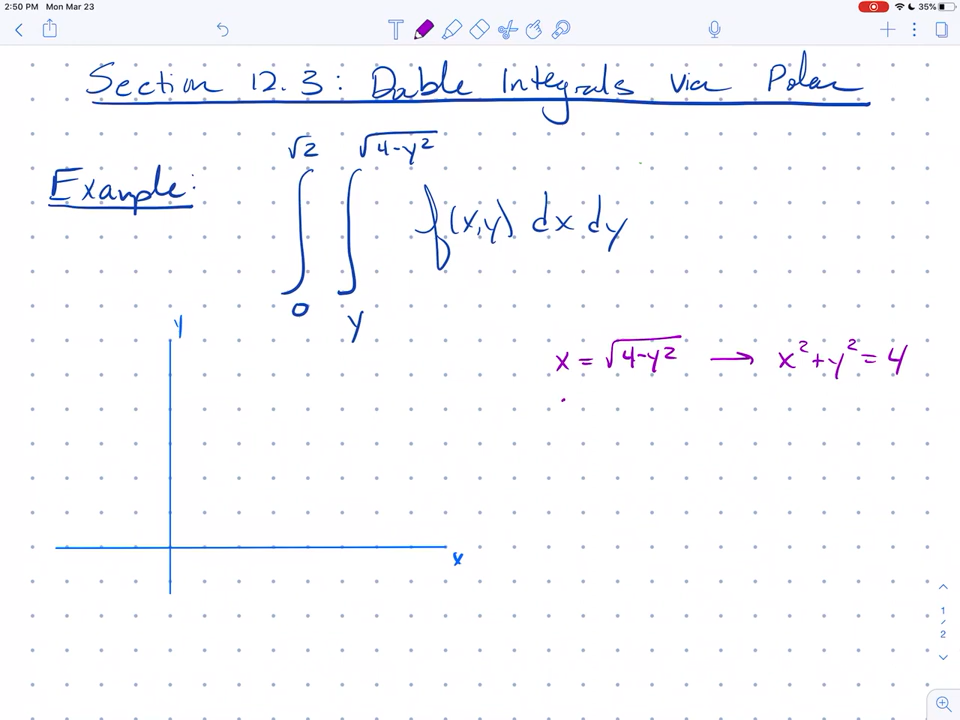 2:50 PM Mon Mar 23
35%
Section 12.3: Double Integrals via Polar
Example: ∫₀^√2 ∫_y^√(4-y²) f(x,y) dx dy
y
x = √(4-y²) → x² + y² = 4
x
1
/
2